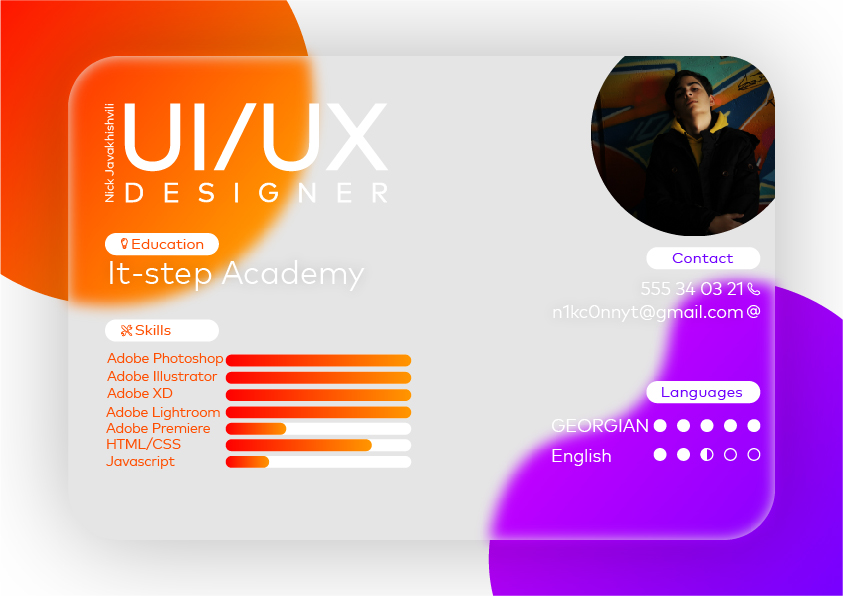 Nick Javakhishvili
UI/UX
DESIGNER
Education
It-step Academy
Skills
Adobe Photoshop
Adobe Illustrator
Adobe XD
Adobe Lightroom
Adobe Premiere
HTML/CSS
Javascript
Contact
555 34 03 21
n1kc0nnyt@gmail.com @
Languages
GEORGIAN
English